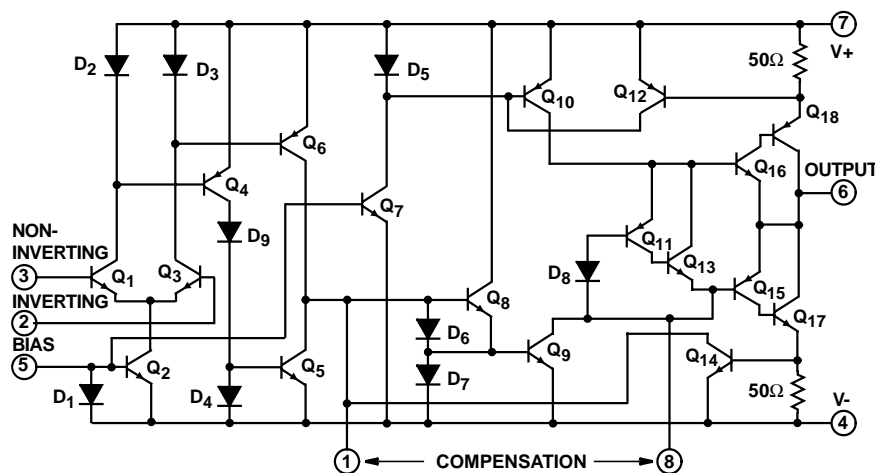 7
V+
50Ω
D2
D3
D5
Q10
Q12
Q18
Q6
Q16
OUTPUT
6
Q4
Q7
NON-
INVERTING
3
D9
Q11
Q13
Q1
Q3
D8
INVERTING
2
Q8
Q15
Q17
BIAS
5
D6
Q2
Q5
Q9
Q14
D1
D4
D7
50Ω
V-
4
1
COMPENSATION
8